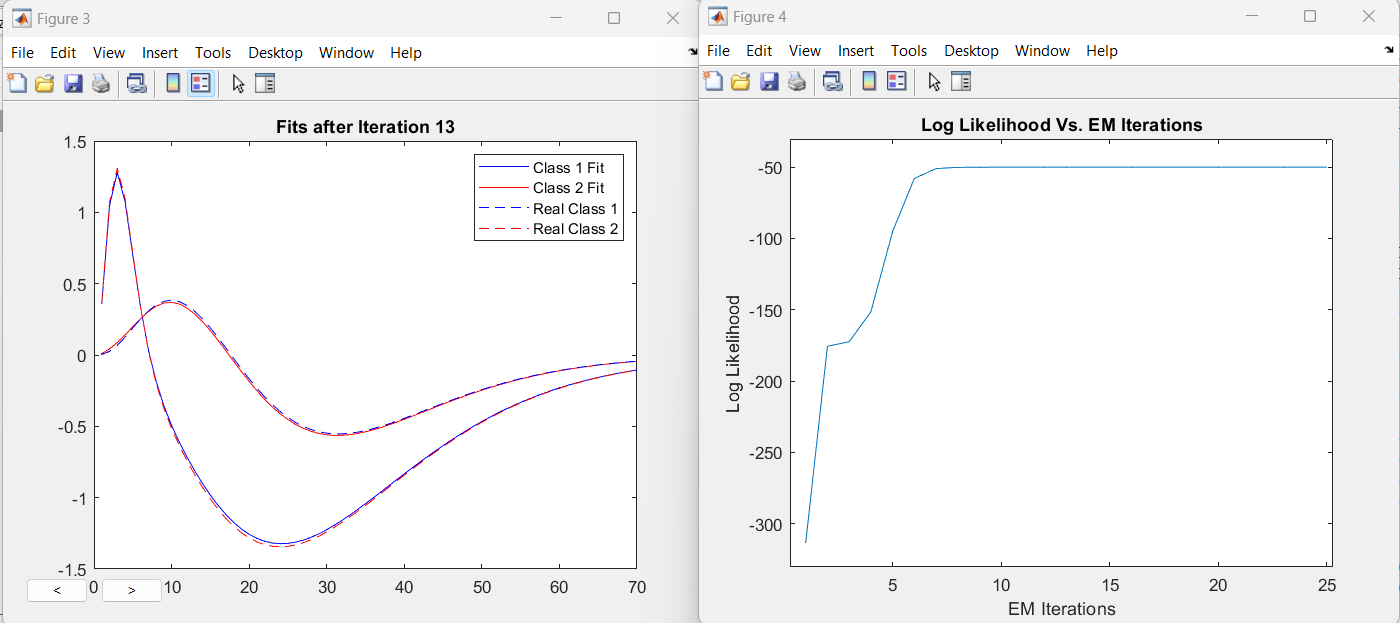 Figure 3
File Edit View Insert Tools Desktop Window Help
Fits after Iteration 13
1.5
1
0.5
0
-0.5
-1
-1.5
Class 1 Fit
Class 2 Fit
Real Class 1
Real Class 2
0 10 20 30 40 50 60 70
< >
Figure 4
File Edit View Insert Tools Desktop Window Help
Log Likelihood Vs. EM Iterations
Log Likelihood
-50
-100
-150
-200
-250
-300
5 10 15 20 25
EM Iterations